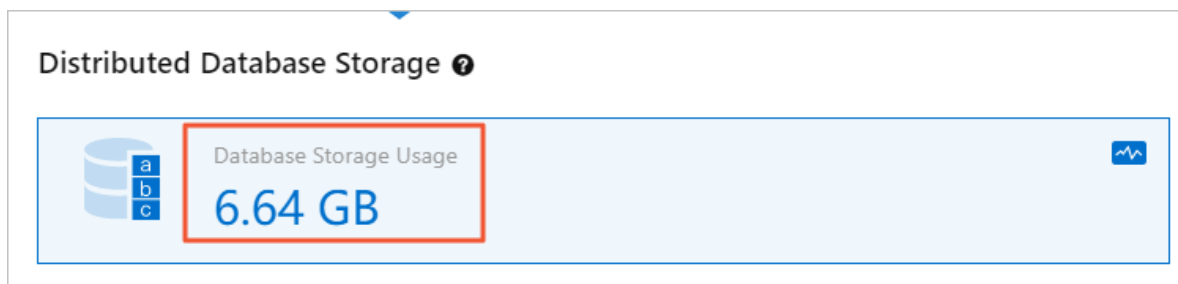 Distributed Database Storage ?
Database Storage Usage
a
b
c
6.64 GB